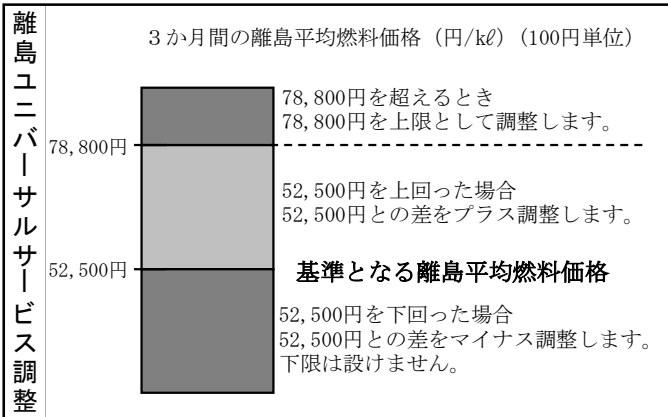 離島ユニバーサルサービス調整
3か月間の離島平均燃料価格（円/kℓ）（100円単位）
78,800円を超えるとき
78,800円を上限として調整します。
78,800円
52,500円を上回った場合
52,500円との差をプラス調整します。
52,500円
基準となる離島平均燃料価格
52,500円を下回った場合
52,500円との差をマイナス調整します。
下限は設けません。